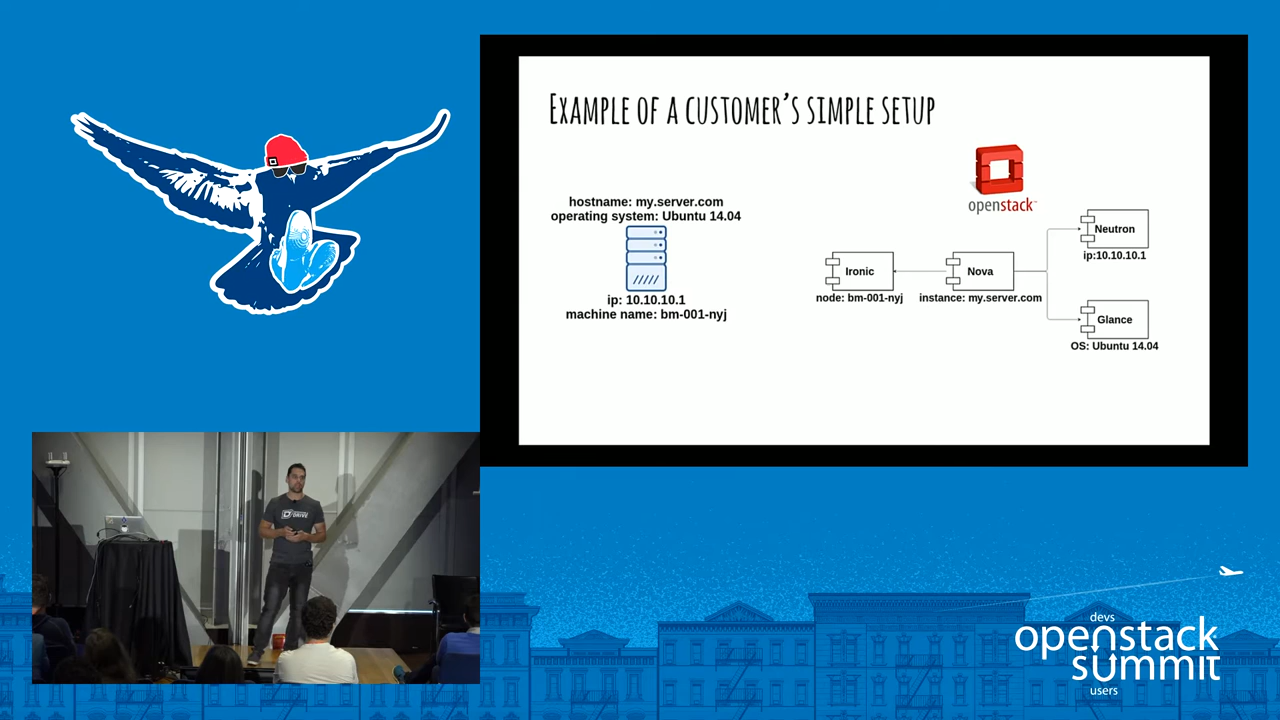 EXAMPLE OF A CUSTOMER'S SIMPLE SETUP
hostname: my.server.com
operating system: Ubuntu 14.04
ip: 10.10.10.1
machine name: bm-001-nyj
openstack
Neutron
ip:10.10.10.1
Ironic
node: bm-001-nyj
Nova
instance: my.server.com
Glance
OS: Ubuntu 14.04
DRIVE
devs
openstack
summit
users